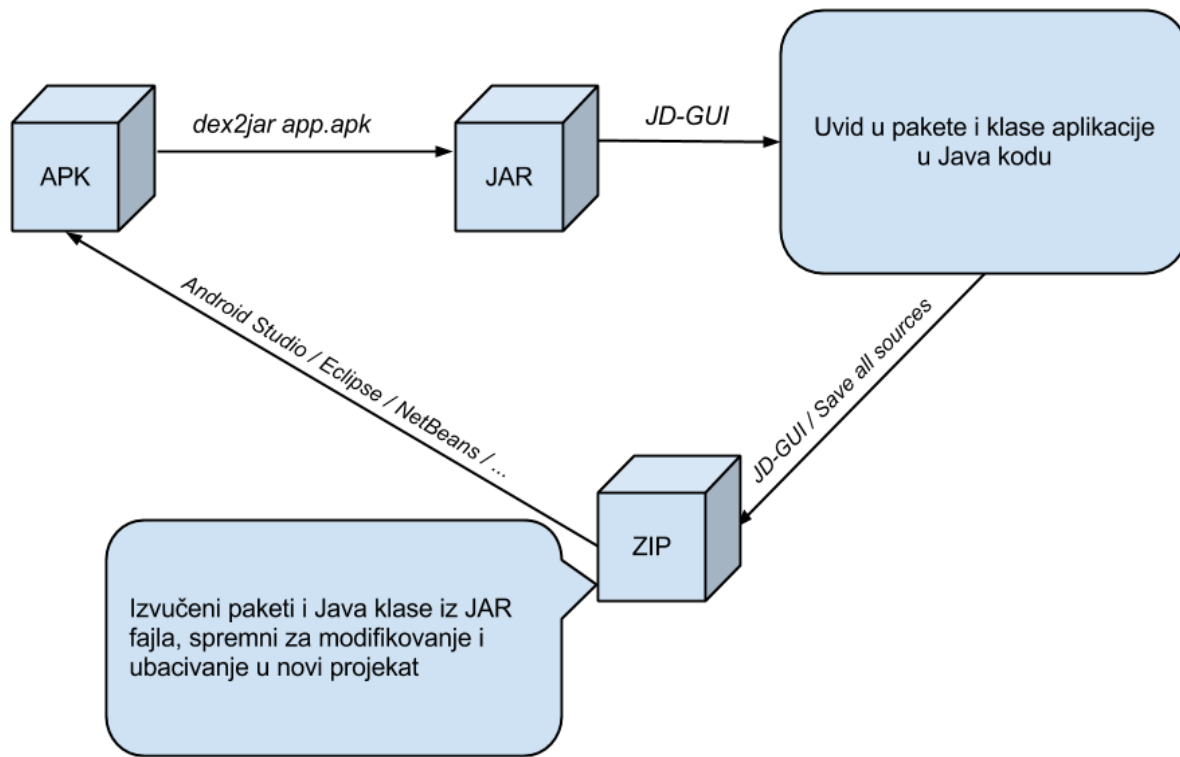 APK
dex2jar app.apk
JAR
JD-GUI
Uvid u pakete i klase aplikacije
u Java kodu
Android Studio / Eclipse / NetBeans / ...
JD-GUI / Save all sources
ZIP
Izvučeni paketi i Java klase iz JAR
fajla, spremni za modifikovanje i
ubacivanje u novi projekat